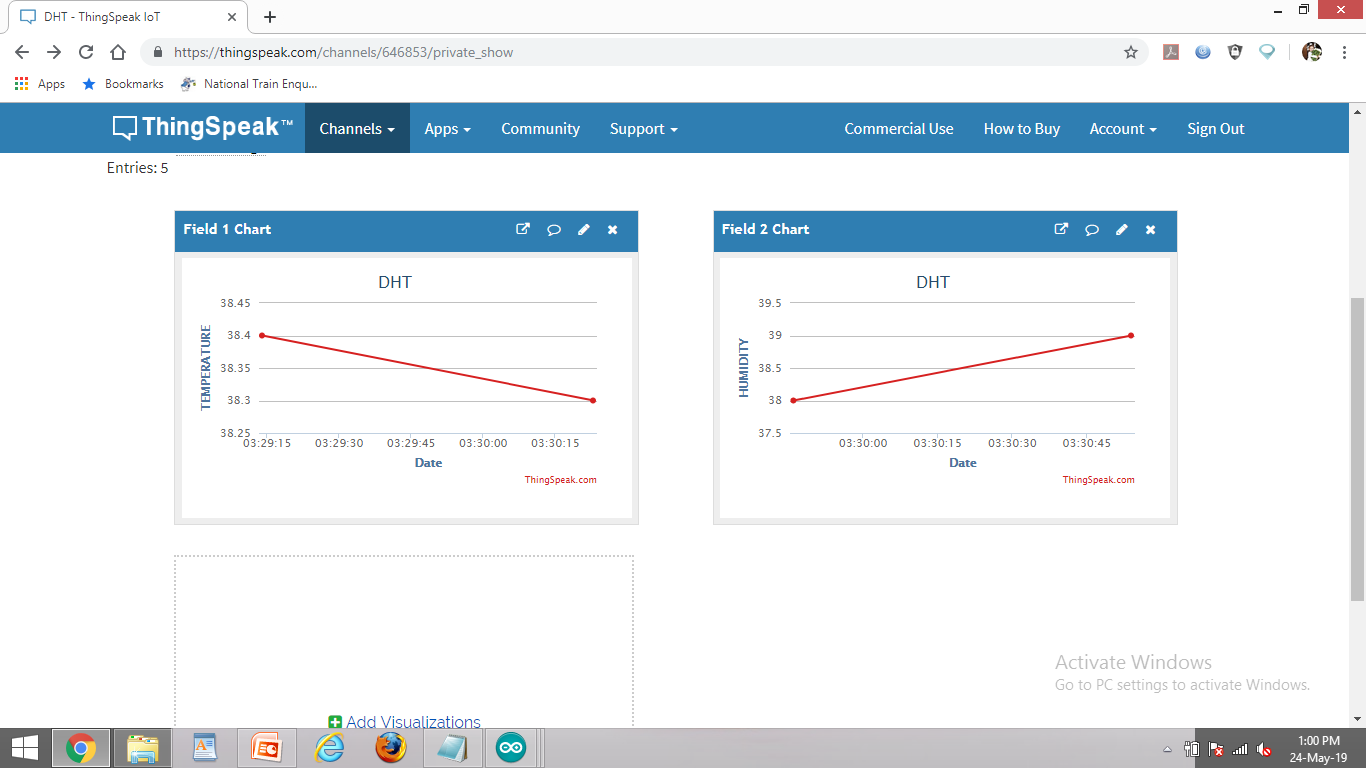 DHT - ThingSpeak IoT
https://thingspeak.com/channels/646853/private_show
Apps Bookmarks National Train Enqu...
ThingSpeak™ Channels Apps Community Support Commercial Use How to Buy Account Sign Out
Entries: 5
Field 1 Chart
DHT
38.45
38.4
38.35
38.3
38.25
TEMPERATURE
03:29:15 03:29:30 03:29:45 03:30:00 03:30:15
Date
ThingSpeak.com
Field 2 Chart
DHT
39.5
39
38.5
38
37.5
HUMIDITY
03:30:00 03:30:15 03:30:30 03:30:45
Date
ThingSpeak.com
Add Visualizations
Activate Windows
Go to PC settings to activate Windows.
1:00 PM
24-May-19